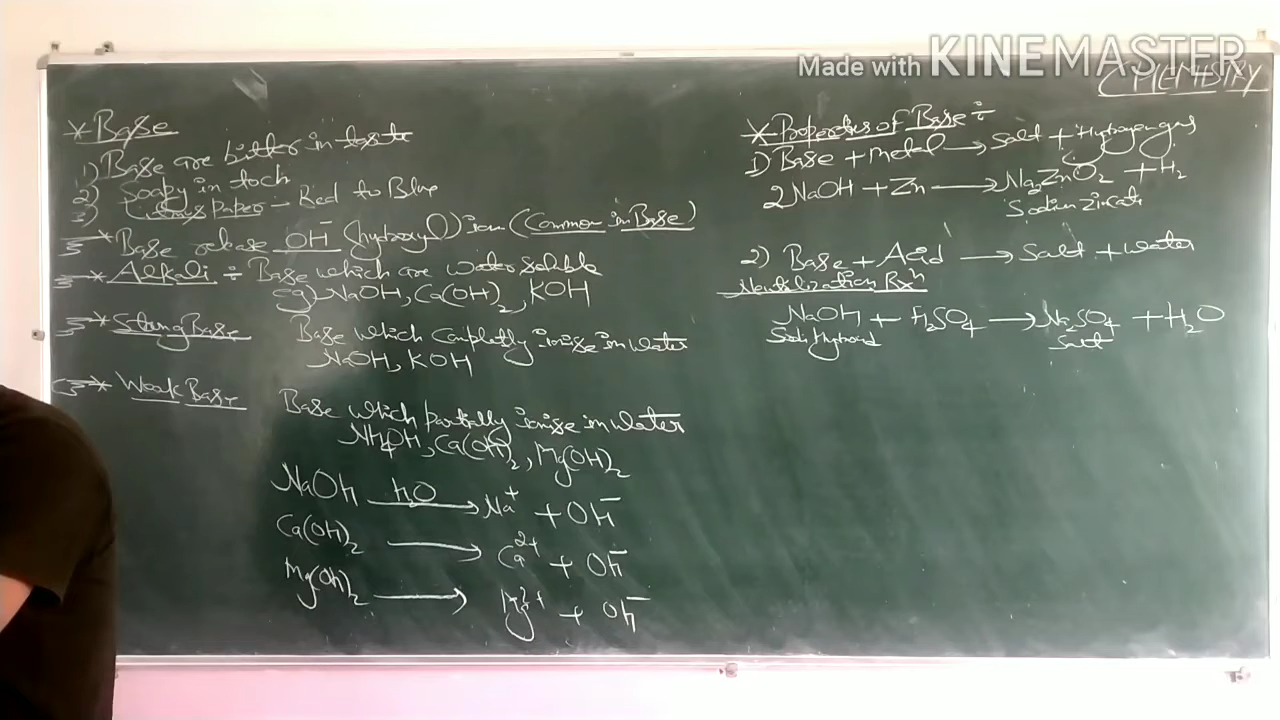 Made with KINEMASTER
CHEMISTRY
* Base
1) Base are bitter in taste
2) Soapy in toch
3) Litmus Paper - Red to Blue
* Base release OH⁻ (hydroxyl) ion (Common in Base)
* Alkali ÷ Base which are water soluble
eg) NaOH, Ca(OH)₂, KOH
* Strong Base Base which completly ionise in water
NaOH, KOH
* Weak Base Base which partially ionise in water
NH4OH, Ca(OH)₂, Mg(OH)₂
NaOh —h₂O→ Na⁺ + OH⁻
Ca(OH)₂ → Ca²⁺ + OH⁻
Mg(Oh)₂ → Mg²⁺ + OH⁻
* Properties of Base ÷
1) Base + metal → Salt + Hydrogen gas
2NaOH + Zn → Na₂ZnO₂ + H₂
Sodium Zincate
2) Base + Acid → Salt + water
Neutralization Rxⁿ
NaOH + H₂SO₄ → Na₂SO₄ + H₂O
Salt